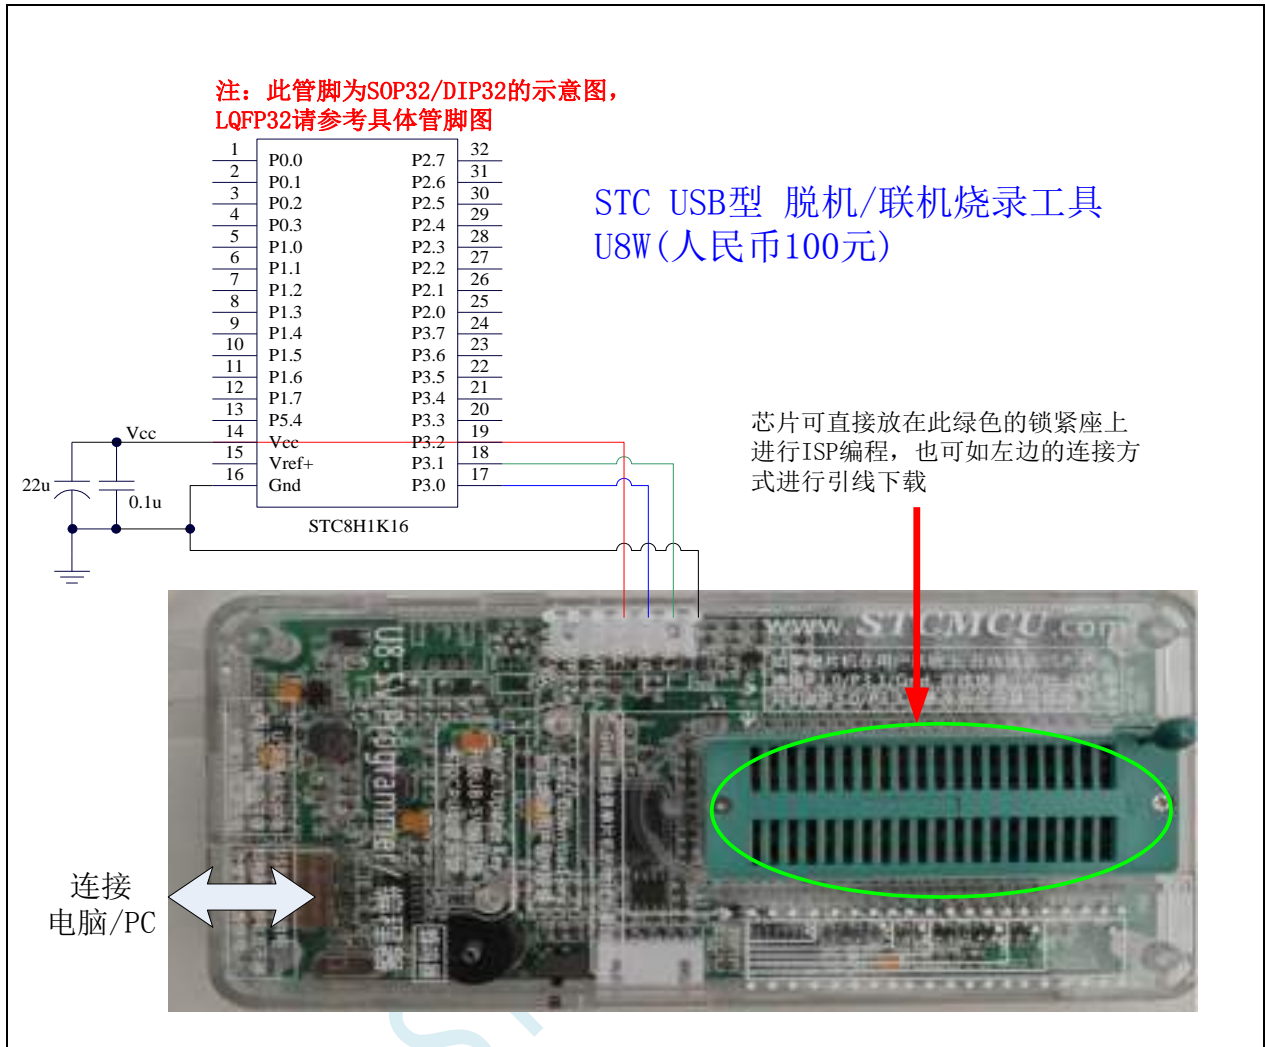 注：此管脚为SOP32/DIP32的示意图，
LQFP32请参考具体管脚图
1 P0.0 P2.7 32
2 P0.1 P2.6 31
3 P0.2 P2.5 30
4 P0.3 P2.4 29
5 P1.0 P2.3 28
6 P1.1 P2.2 27
7 P1.2 P2.1 26
8 P1.3 P2.0 25
9 P1.4 P3.7 24
10 P1.5 P3.6 23
11 P1.6 P3.5 22
12 P1.7 P3.4 21
13 P5.4 P3.3 20
14 Vcc P3.2 19
15 Vref+ P3.1 18
16 Gnd P3.0 17
STC8H1K16
Vcc
22u
0.1u
STC USB型 脱机/联机烧录工具
U8W(人民币100元)
芯片可直接放在此绿色的锁紧座上
进行ISP编程，也可如左边的连接方
式进行引线下载
www.STCMCU.com
连接
电脑/PC